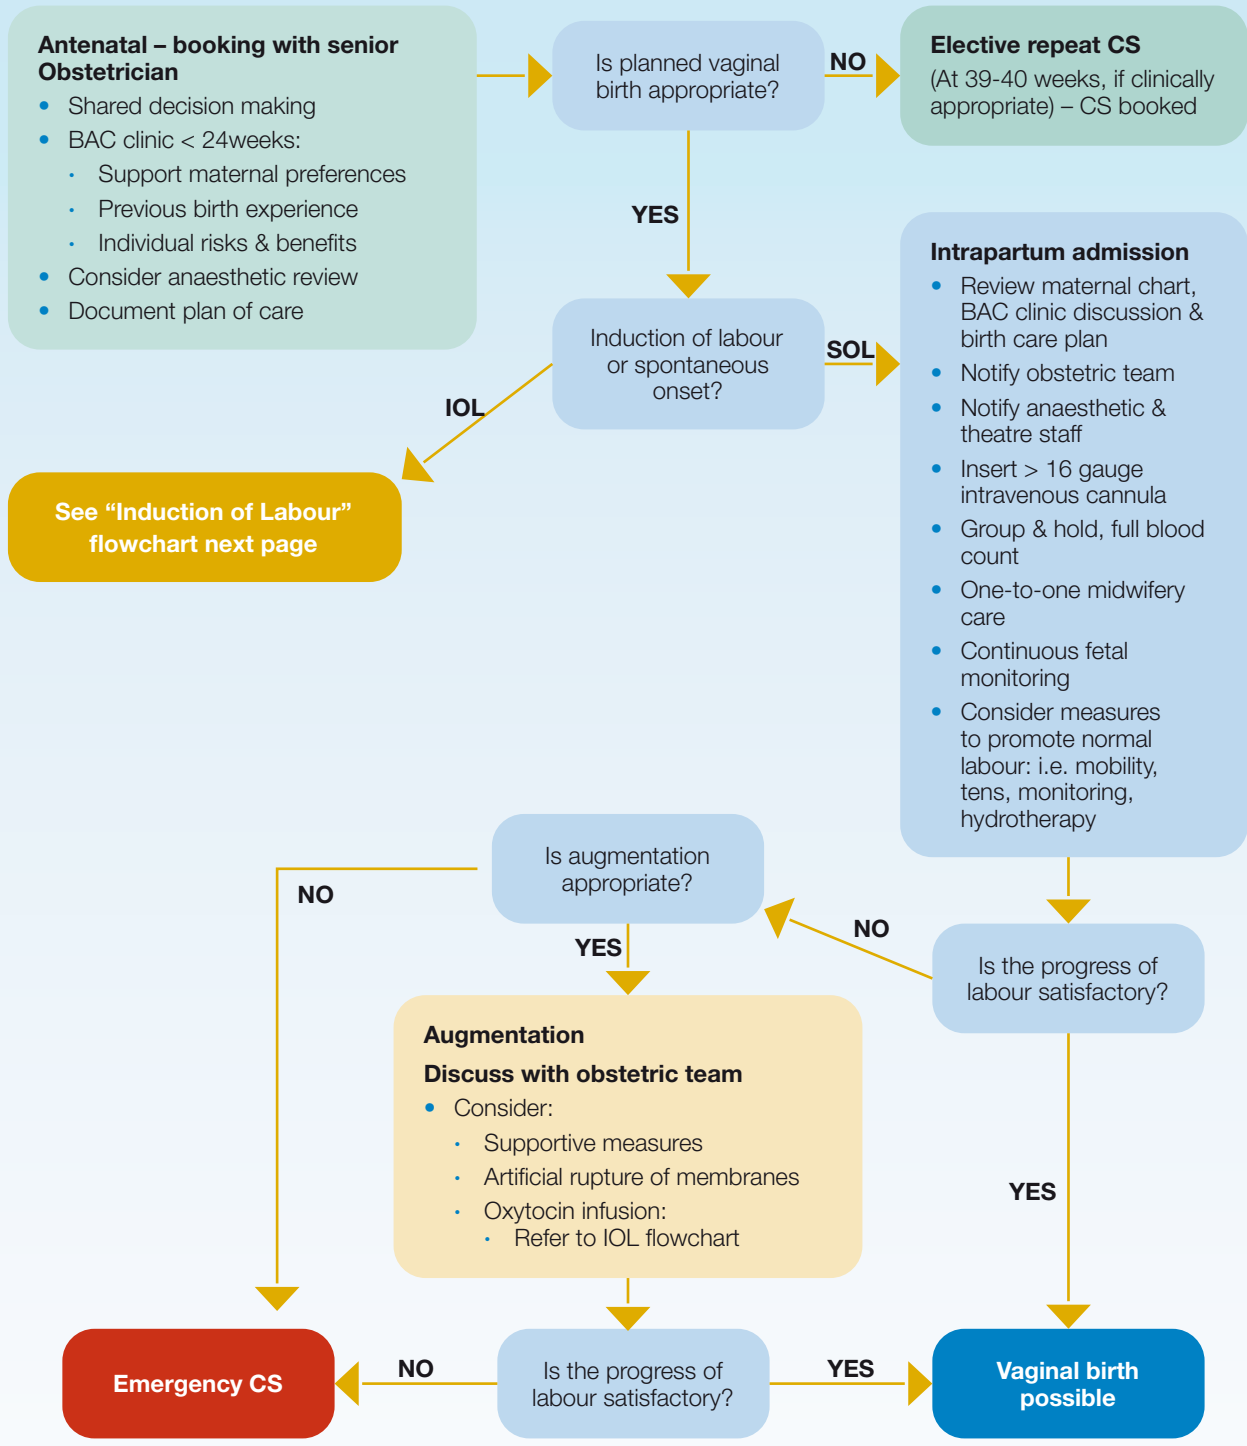 Antenatal – booking with senior
Obstetrician
• Shared decision making
• BAC clinic < 24weeks:
• Support maternal preferences
• Previous birth experience
• Individual risks & benefits
• Consider anaesthetic review
• Document plan of care
Is planned vaginal
birth appropriate?
NO
Elective repeat CS
(At 39-40 weeks, if clinically
appropriate) – CS booked
YES
Induction of labour
or spontaneous
onset?
SOL
IOL
See “Induction of Labour”
flowchart next page
Intrapartum admission
• Review maternal chart,
BAC clinic discussion &
birth care plan
• Notify obstetric team
• Notify anaesthetic &
theatre staff
• Insert > 16 gauge
intravenous cannula
• Group & hold, full blood
count
• One-to-one midwifery
care
• Continuous fetal
monitoring
• Consider measures
to promote normal
labour: i.e. mobility,
tens, monitoring,
hydrotherapy
Is the progress of
labour satisfactory?
NO
YES
Is augmentation
appropriate?
NO
YES
Augmentation
Discuss with obstetric team
• Consider:
• Supportive measures
• Artificial rupture of membranes
• Oxytocin infusion:
• Refer to IOL flowchart
Is the progress of
labour satisfactory?
NO
YES
Emergency CS
Vaginal birth
possible